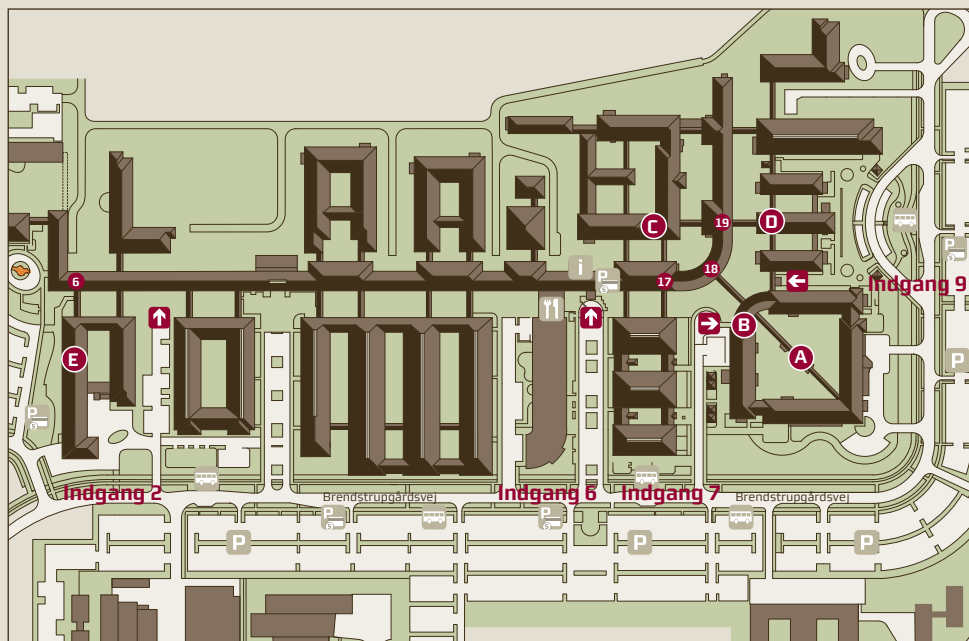 C
D
19
18
i
P
S
6
17
P
S
Indgang 9
B
A
E
P
P
S
Indgang 2
Brendstrupgårdsvej
Indgang 6
Indgang 7
Brendstrupgårdsvej
P
S
P
S
P
P
P